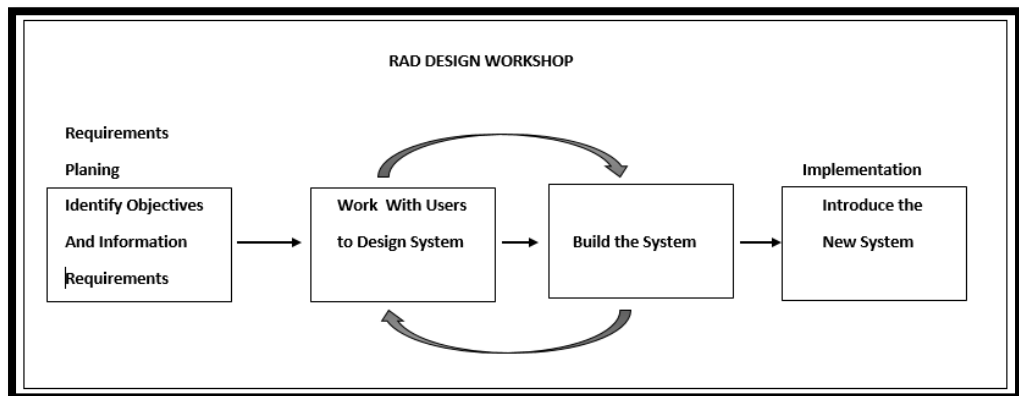 RAD DESIGN WORKSHOP
Requirements
Planing
Identify Objectives
And Information
Requirements
Work With Users
to Design System
Build the System
Implementation
Introduce the
New System